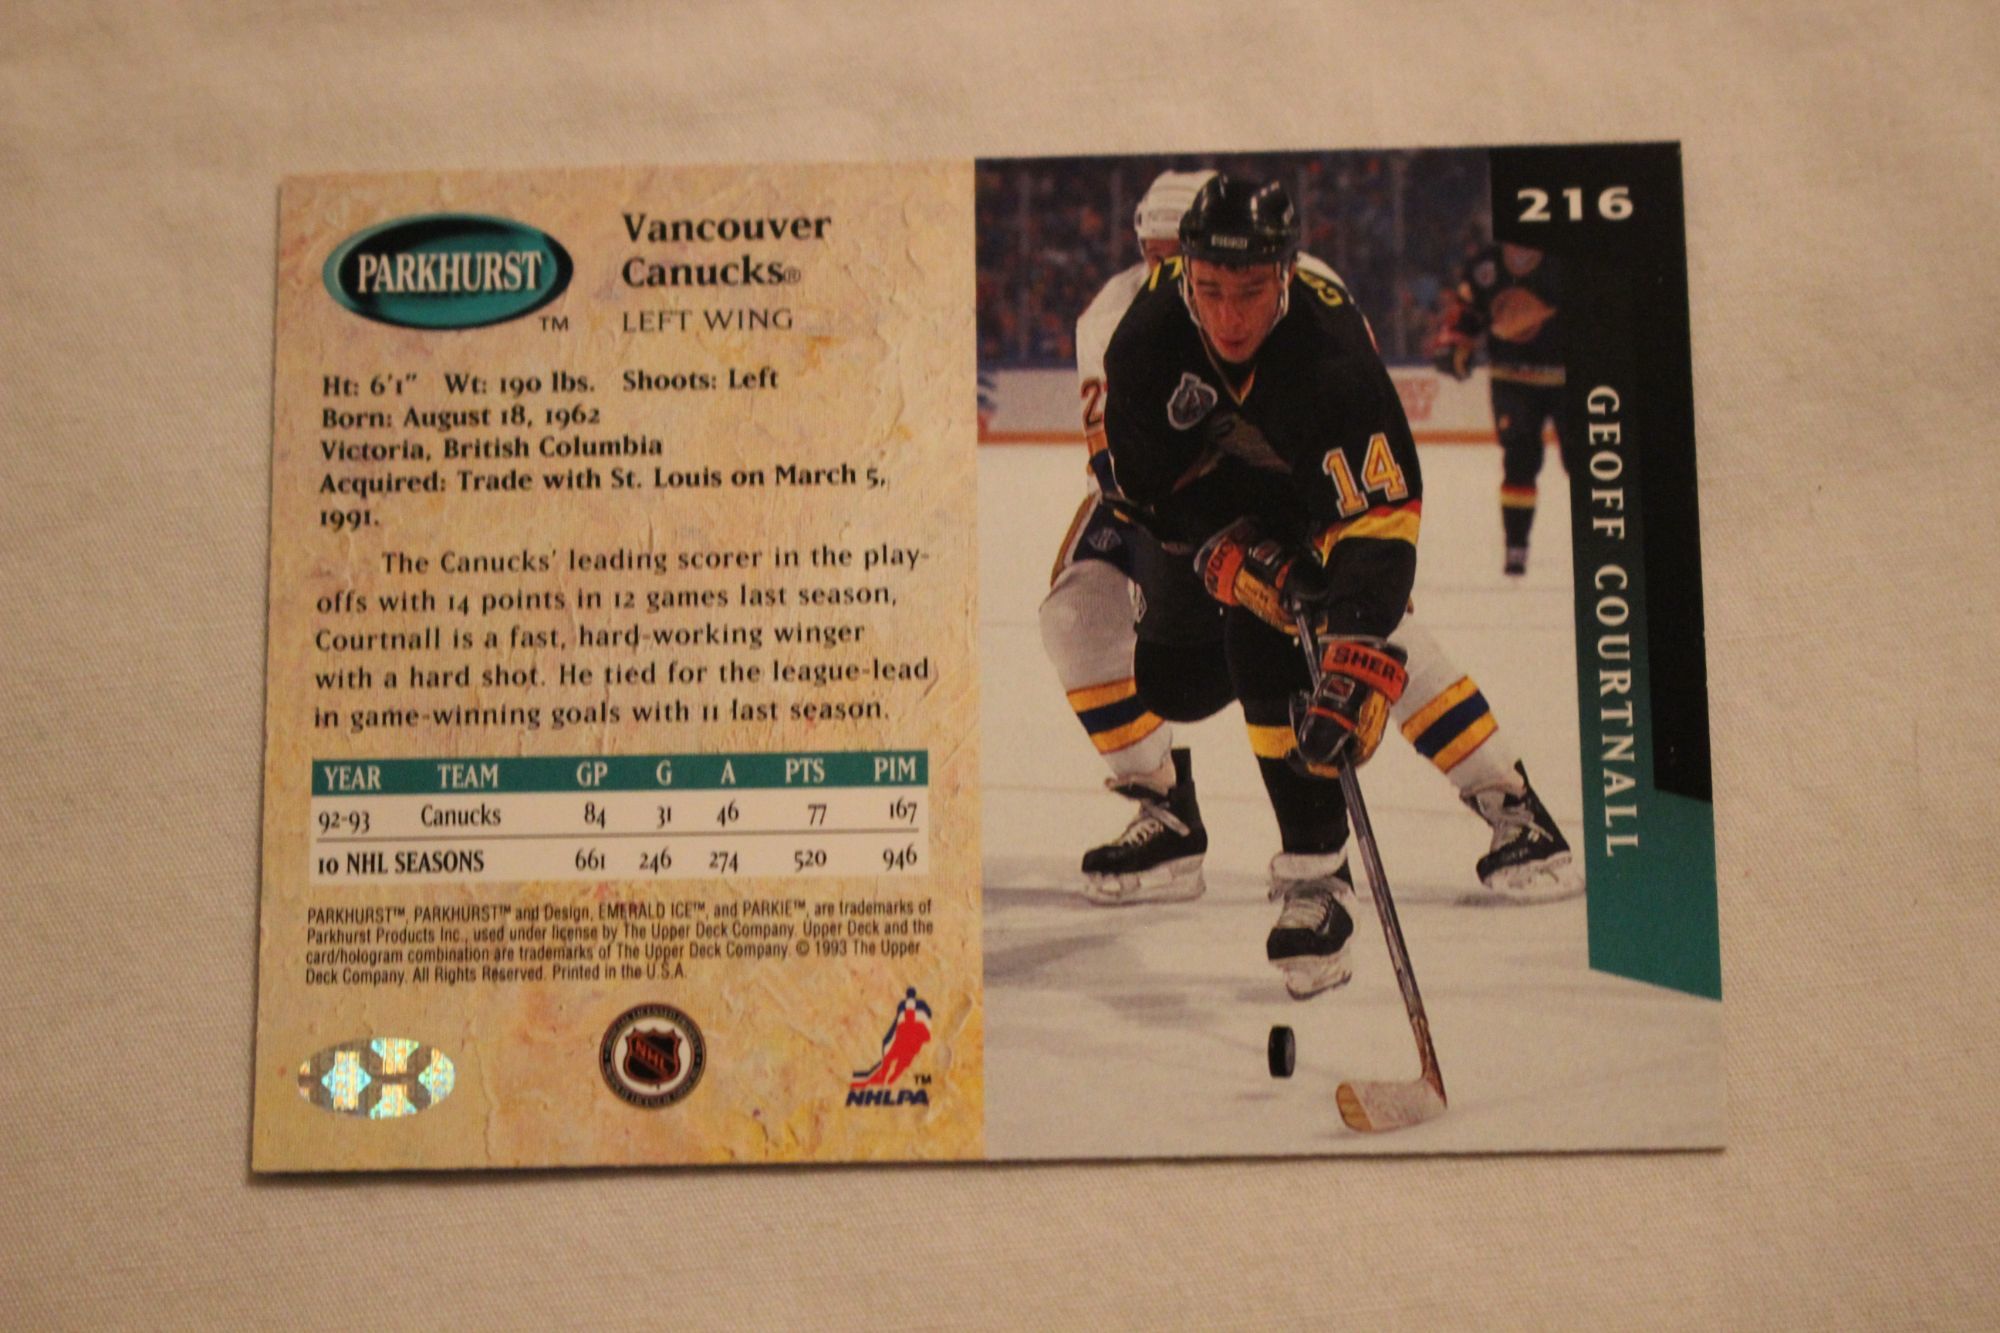 PARKHURST
TM
Vancouver
Canucks®
LEFT WING
Ht: 6'1" Wt: 190 lbs. Shoots: Left
Born: August 18, 1962
Victoria, British Columbia
Acquired: Trade with St. Louis on March 5,
1991.
The Canucks' leading scorer in the play-
offs with 14 points in 12 games last season,
Courtnall is a fast, hard-working winger
with a hard shot. He tied for the league-lead
in game-winning goals with 11 last season.
YEAR TEAM GP G A PTS PIM
92-93 Canucks 84 31 46 77 167
10 NHL SEASONS 661 246 274 520 946
PARKHURST™, PARKHURST™ and Design, EMERALD ICE™, and PARKIE™, are trademarks of
Parkhurst Products Inc., used under license by The Upper Deck Company. Upper Deck and the
card/hologram combination are trademarks of The Upper Deck Company. © 1993 The Upper
Deck Company. All Rights Reserved. Printed in the U.S.A.
NHL
TM
NHLPA
216
GEOFF COURTNALL
14
SHER-
2